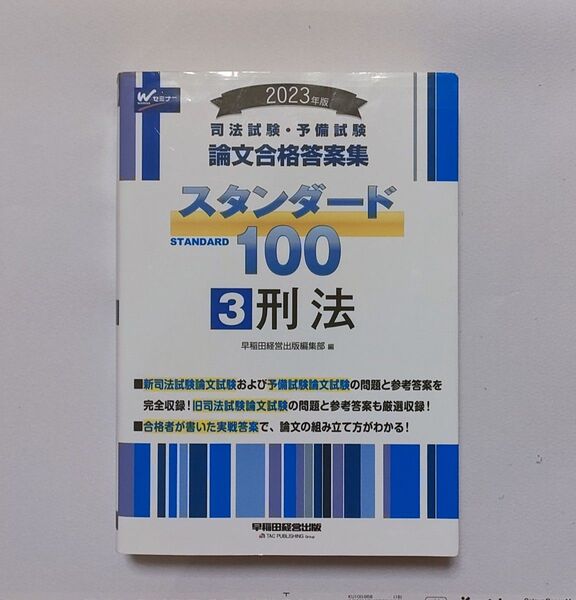 Wセミナー
2023年版
司法試験・予備試験
論文合格答案集
スタンダード
STANDARD 100
3 刑法
早稲田経営出版編集部 編
■新司法試験論文試験および予備試験論文試験の問題と参考答案を
完全収録!旧司法試験論文試験の問題と参考答案も厳選収録!
■合格者が書いた実戦答案で、論文の組み立て方がわかる!
早稲田経営出版
TAC PUBLISHING Group